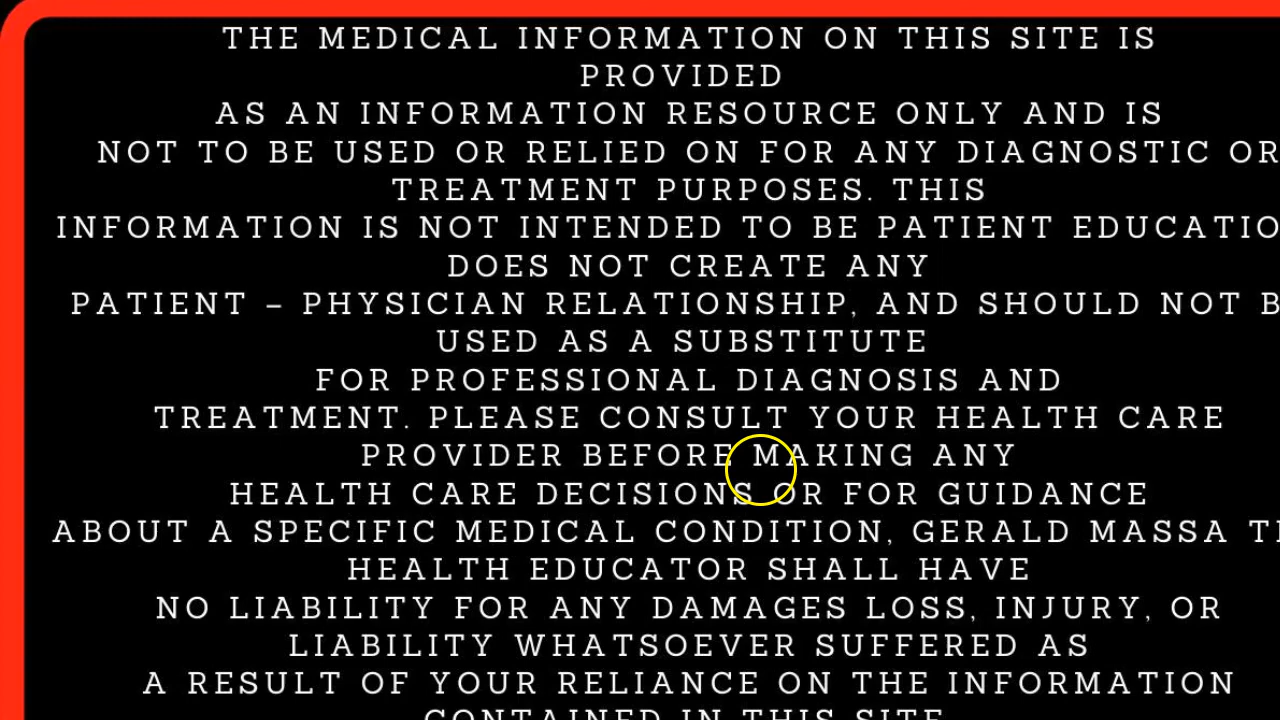 THE MEDICAL INFORMATION ON THIS SITE IS
PROVIDED
AS AN INFORMATION RESOURCE ONLY AND IS
NOT TO BE USED OR RELIED ON FOR ANY DIAGNOSTIC OR
TREATMENT PURPOSES. THIS
INFORMATION IS NOT INTENDED TO BE PATIENT EDUCATIO
DOES NOT CREATE ANY
PATIENT – PHYSICIAN RELATIONSHIP, AND SHOULD NOT B
USED AS A SUBSTITUTE
FOR PROFESSIONAL DIAGNOSIS AND
TREATMENT. PLEASE CONSULT YOUR HEALTH CARE
PROVIDER BEFORE MAKING ANY
HEALTH CARE DECISIONS OR FOR GUIDANCE
ABOUT A SPECIFIC MEDICAL CONDITION, GERALD MASSA
HEALTH EDUCATOR SHALL HAVE
NO LIABILITY FOR ANY DAMAGES LOSS, INJURY, OR
LIABILITY WHATSOEVER SUFFERED AS
A RESULT OF YOUR RELIANCE ON THE INFORMATION
CONTAINED IN THIS SITE